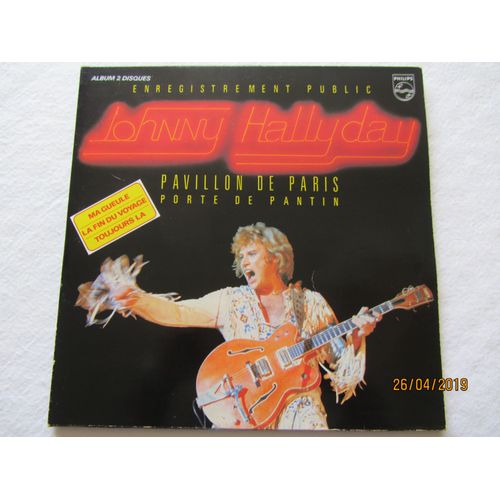 ALBUM 2 DISQUES
ENREGISTREMENT PUBLIC
PHILIPS
Johnny Hallyday
PAVILLON DE PARIS
PORTE DE PANTIN
MA GUEULE
LA FIN DU VOYAGE
TOUJOURS LA
26/04/2019